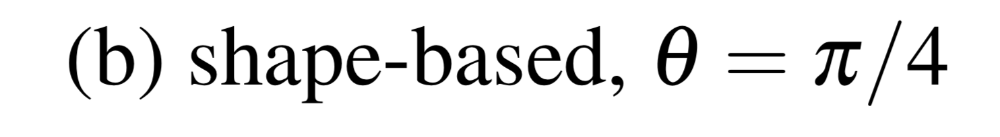 (b) shape-based, θ = π/4